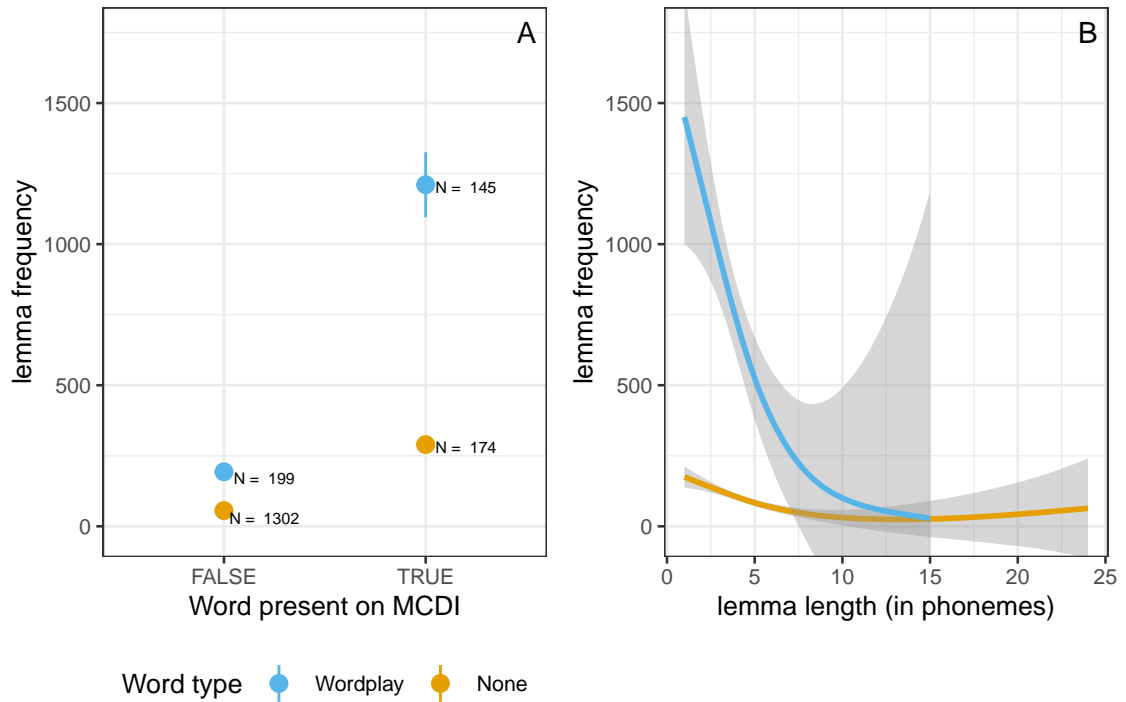 A
lemma frequency
1500
1000
500
0
N =  145
N =  174
N =  199
N =  1302
FALSE
TRUE
Word present on MCDI
B
lemma frequency
1500
1000
500
0
0
5
10
15
20
25
lemma length (in phonemes)
Word type
Wordplay
None